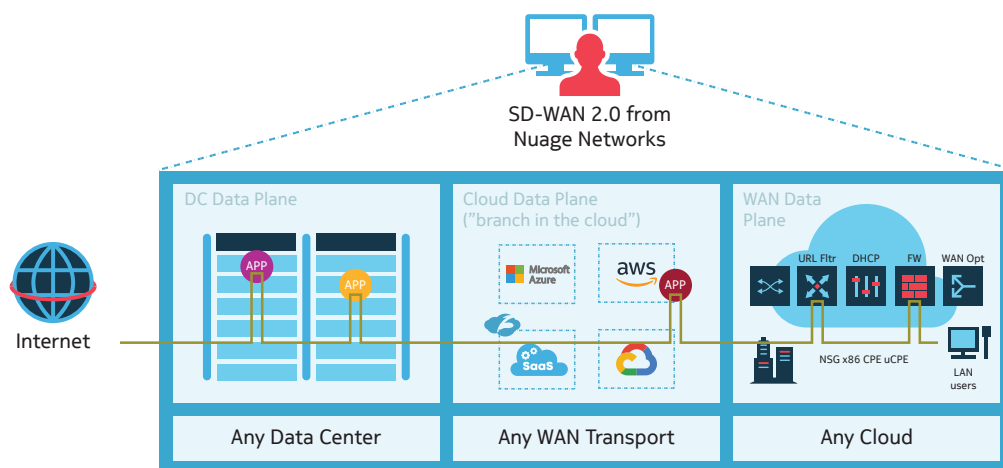 SD-WAN 2.0 from
Nuage Networks
DC Data Plane
Cloud Data Plane
("branch in the cloud")
WAN Data
Plane
APP
APP
Microsoft
Azure
aws
APP
URL Fltr
DHCP
FW
WAN Opt
Internet
SaaS
NSG x86 CPE uCPE
LAN
users
Any Data Center
Any WAN Transport
Any Cloud